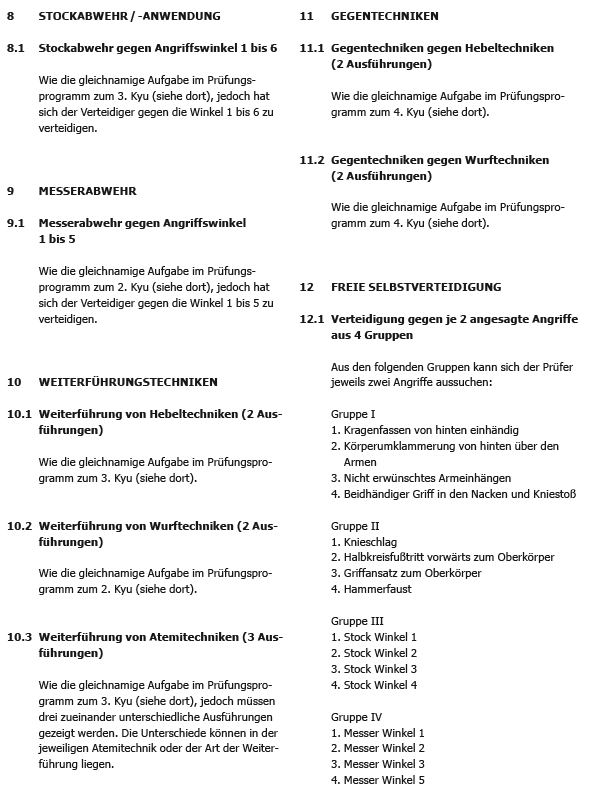 8 STOCKABWEHR / -ANWENDUNG
8.1 Stockabwehr gegen Angriffswinkel 1 bis 6
Wie die gleichnamige Aufgabe im Prüfungs-
programm zum 3. Kyu (siehe dort), jedoch hat
sich der Verteidiger gegen die Winkel 1 bis 6 zu
verteidigen.
9 MESSERABWEHR
9.1 Messerabwehr gegen Angriffswinkel
1 bis 5
Wie die gleichnamige Aufgabe im Prüfungs-
programm zum 2. Kyu (siehe dort), jedoch hat
sich der Verteidiger gegen die Winkel 1 bis 5 zu
verteidigen.
10 WEITERFÜHRUNGSTECHNIKEN
10.1 Weiterführung von Hebeltechniken (2 Aus-
führungen)
Wie die gleichnamige Aufgabe im Prüfungspro-
gramm zum 3. Kyu (siehe dort).
10.2 Weiterführung von Wurftechniken (2 Aus-
führungen)
Wie die gleichnamige Aufgabe im Prüfungspro-
gramm zum 2. Kyu (siehe dort).
10.3 Weiterführung von Atemitechniken (3 Aus-
führungen)
Wie die gleichnamige Aufgabe im Prüfungspro-
gramm zum 3. Kyu (siehe dort), jedoch müssen
drei zueinander unterschiedliche Ausführungen
gezeigt werden. Die Unterschiede können in der
jeweiligen Atemitechnik oder der Art der Weiter-
führung liegen.
11 GEGENTECHNIKEN
11.1 Gegentechniken gegen Hebeltechniken
(2 Ausführungen)
Wie die gleichnamige Aufgabe im Prüfungspro-
gramm zum 4. Kyu (siehe dort).
11.2 Gegentechniken gegen Wurftechniken
(2 Ausführungen)
Wie die gleichnamige Aufgabe im Prüfungspro-
gramm zum 4. Kyu (siehe dort).
12 FREIE SELBSTVERTEIDIGUNG
12.1 Verteidigung gegen je 2 angesagte Angriffe
aus 4 Gruppen
Aus den folgenden Gruppen kann sich der Prüfer
jeweils zwei Angriffe aussuchen:
Gruppe I
1. Kragenfassen von hinten einhändig
2. Körperumklammerung von hinten über den
Armen
3. Nicht erwünschtes Armeinhängen
4. Beidhändiger Griff in den Nacken und Kniestoß
Gruppe II
1. Knieschlag
2. Halbkreisfußtritt vorwärts zum Oberkörper
3. Griffansatz zum Oberkörper
4. Hammerfaust
Gruppe III
1. Stock Winkel 1
2. Stock Winkel 2
3. Stock Winkel 3
4. Stock Winkel 4
Gruppe IV
1. Messer Winkel 1
2. Messer Winkel 2
3. Messer Winkel 3
4. Messer Winkel 5